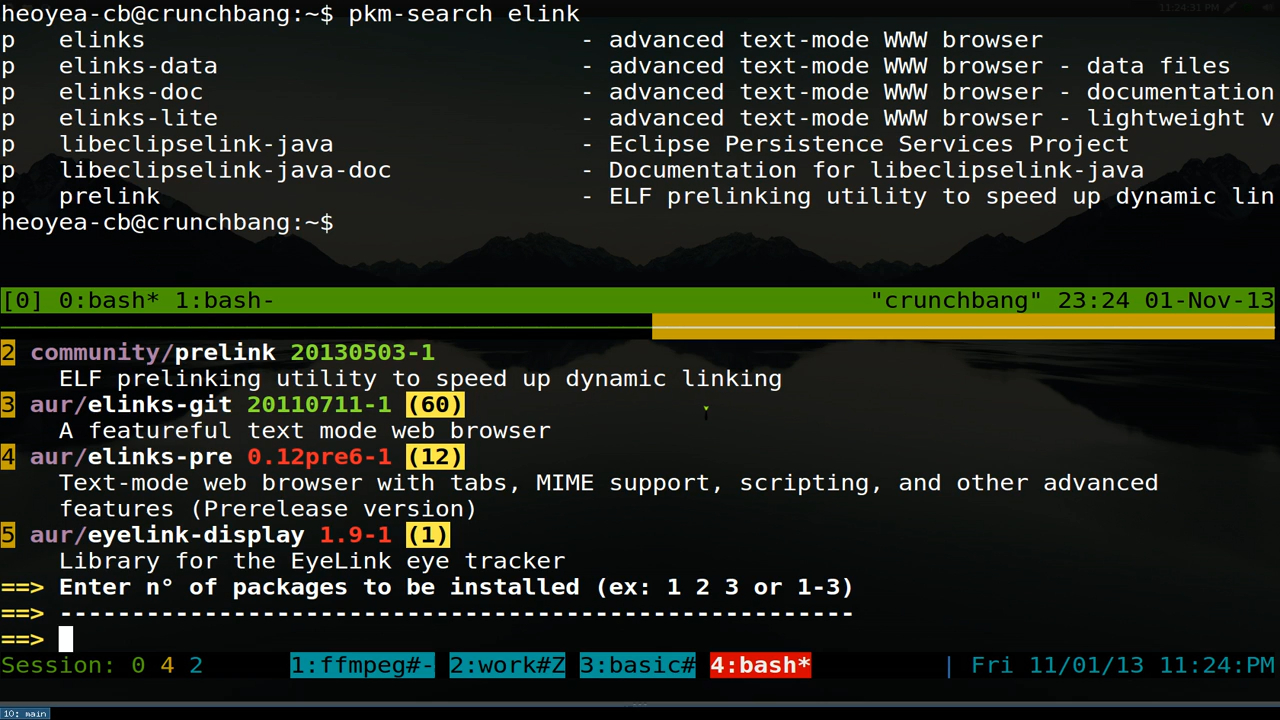 11:24:31 PM
heoyea-cb@crunchbang:~$ pkm-search elink
p   elinks                              - advanced text-mode WWW browser
p   elinks-data                         - advanced text-mode WWW browser - data files
p   elinks-doc                          - advanced text-mode WWW browser - documentation
p   elinks-lite                         - advanced text-mode WWW browser - lightweight v
p   libeclipselink-java                 - Eclipse Persistence Services Project
p   libeclipselink-java-doc             - Documentation for libeclipselink-java
p   prelink                             - ELF prelinking utility to speed up dynamic lin
heoyea-cb@crunchbang:~$
[0] 0:bash* 1:bash-                                         "crunchbang" 23:24 01-Nov-13
2 community/prelink 20130503-1
    ELF prelinking utility to speed up dynamic linking
3 aur/elinks-git 20110711-1 (60)
    A featureful text mode web browser
4 aur/elinks-pre 0.12pre6-1 (12)
    Text-mode web browser with tabs, MIME support, scripting, and other advanced
    features (Prerelease version)
5 aur/eyelink-display 1.9-1 (1)
    Library for the EyeLink eye tracker
==> Enter n° of packages to be installed (ex: 1 2 3 or 1-3)
==> -------------------------------------------------------
==>
Session: 0 4 2      1:ffmpeg#- 2:work#Z 3:basic# 4:bash*         | Fri 11/01/13 11:24:PM
10: main